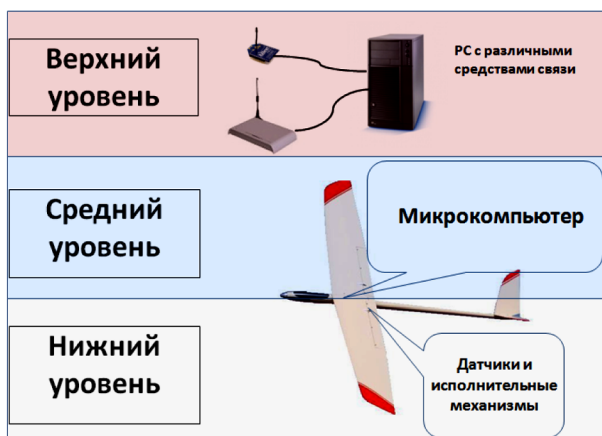 Верхний
уровень
PC с различными
средствами связи
Средний
уровень
Микрокомпьютер
Нижний
уровень
Датчики и
исполнительные
механизмы